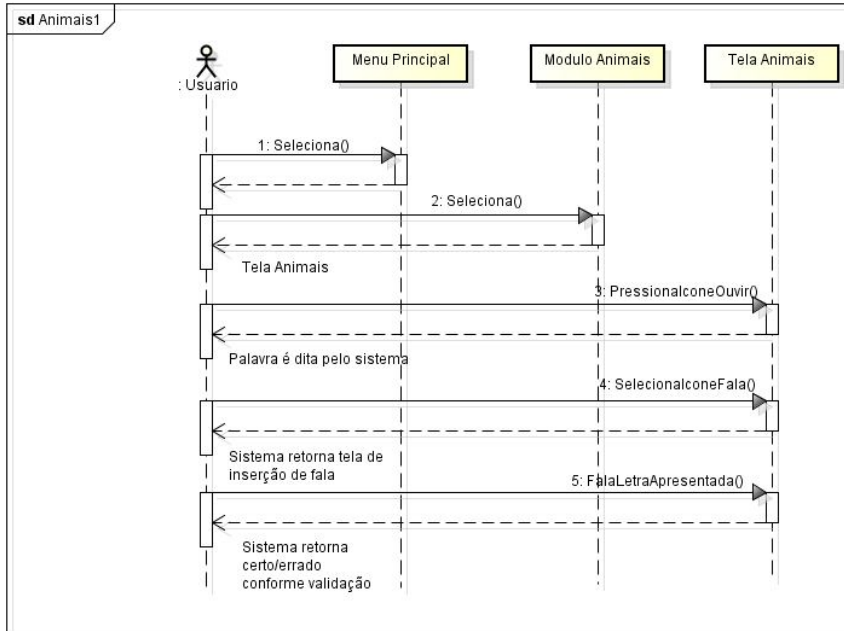 sd Animais1
: Usuario
Menu Principal
Modulo Animais
Tela Animais
1: Seleciona()
2: Seleciona()
Tela Animais
3: PressionaIconeOuvir()
Palavra é dita pelo sistema
4: SelecionaIconeFala()
Sistema retorna tela de
inserção de fala
5: FalaLetraApresentada()
Sistema retorna
certo/errado
conforme validação